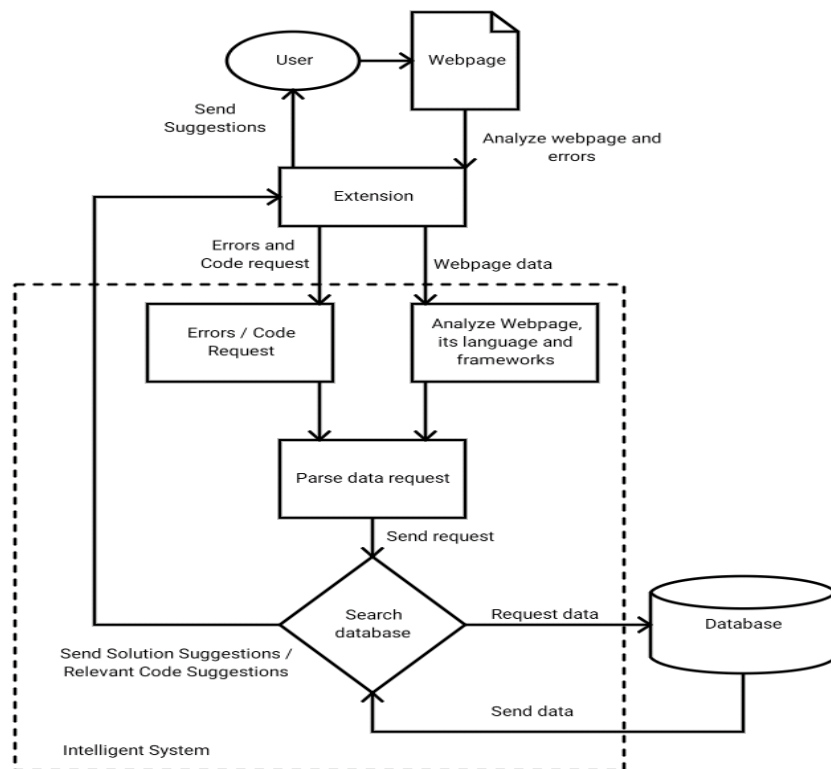 User
Webpage
Send
Suggestions
Analyze webpage and
errors
Extension
Errors and
Code request
Webpage data
Errors / Code
Request
Analyze Webpage,
its language and
frameworks
Parse data request
Send request
Search
database
Request data
Database
Send Solution Suggestions /
Relevant Code Suggestions
Send data
Intelligent System